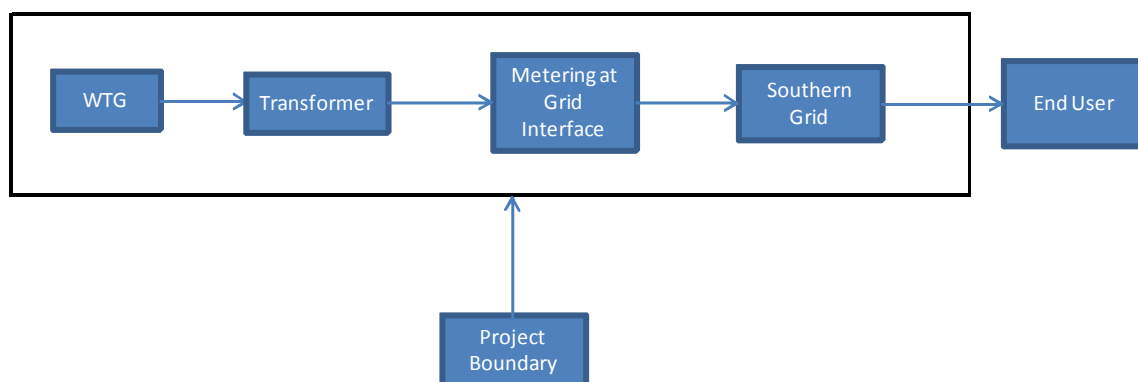 WTG
Transformer
Metering at
Grid
Interface
Southern
Grid
End User
Project
Boundary